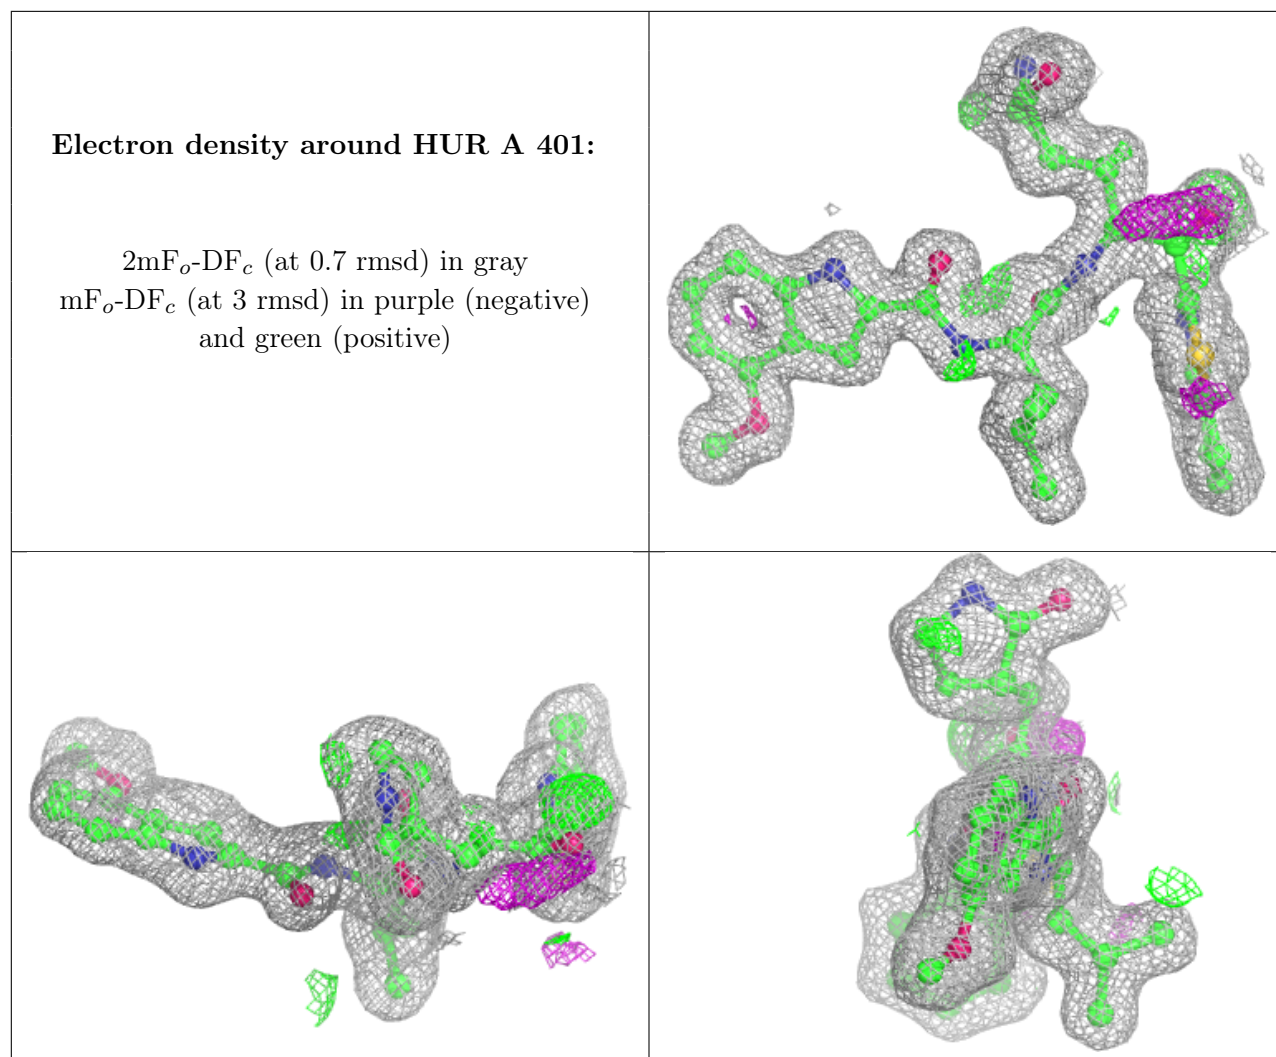 Electron density around HUR A 401:
2mFo-DFc (at 0.7 rmsd) in gray
mFo-DFc (at 3 rmsd) in purple (negative)
and green (positive)